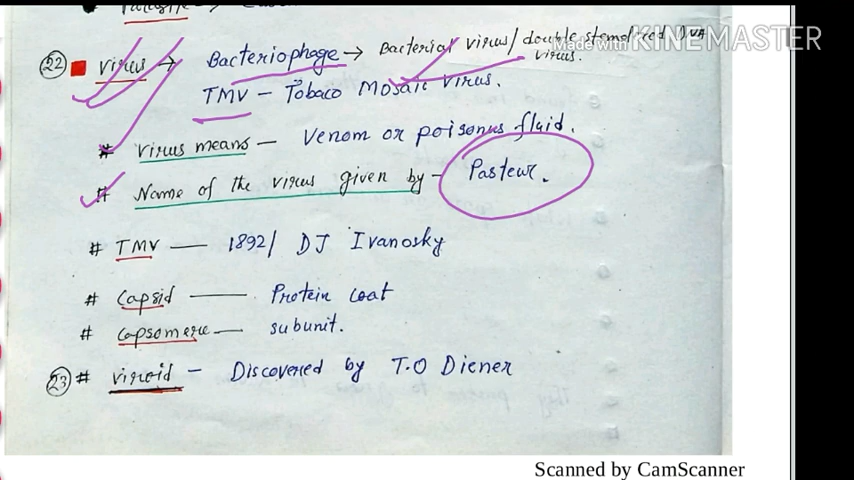 Parasite →
(22) Virus → Bacteriophage → Bacterial virus / double standred DNA virus.
Made with KINEMASTER
TMV - Tobaco Mosaic virus.
# Virus means - Venom or poisonus fluid.
# Name of the virus given by - Pasteur.
# TMV — 1892 / DJ Ivanosky
# Capsid — Protein coat
# Capsomere — subunit.
(23) # Viroid - Discovered by T.O Diener
Scanned by CamScanner